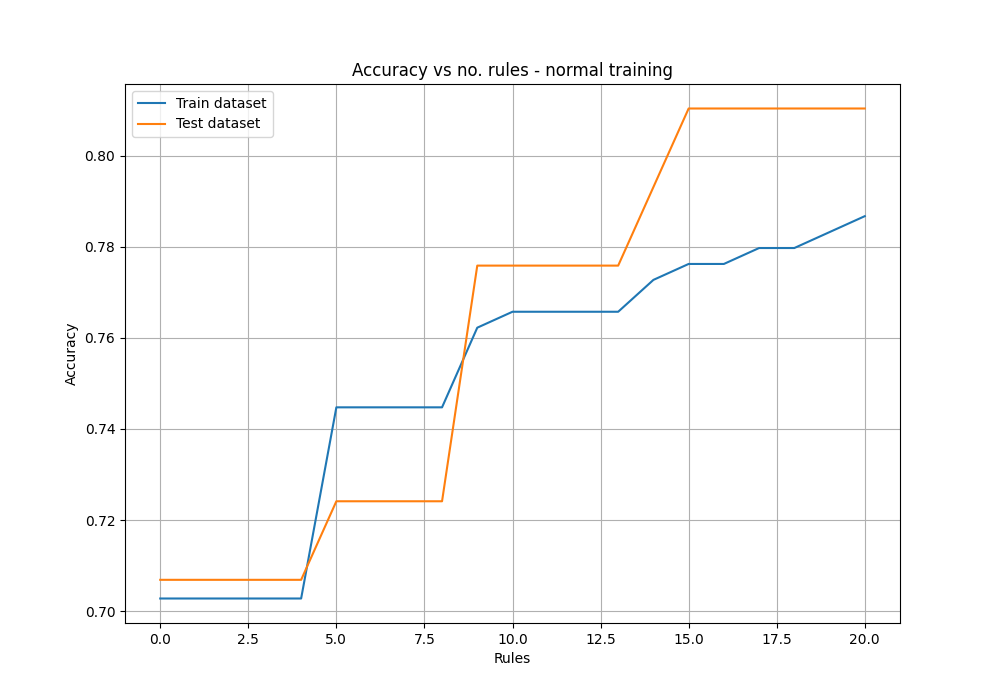 Accuracy vs no. rules - normal training
Train dataset
Test dataset
Accuracy
0.80
0.78
0.76
0.74
0.72
0.70
0.0 2.5 5.0 7.5 10.0 12.5 15.0 17.5 20.0
Rules